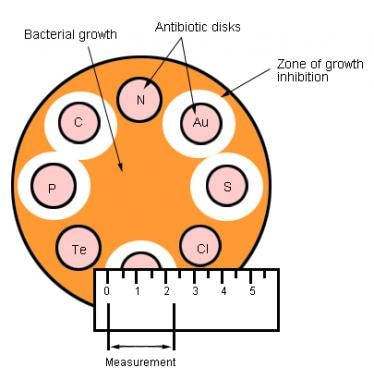 Antibiotic disks
Bacterial growth
Zone of growth
inhibition
N
C
Au
P
S
Te
Cl
0 1 2 3 4 5
Measurement